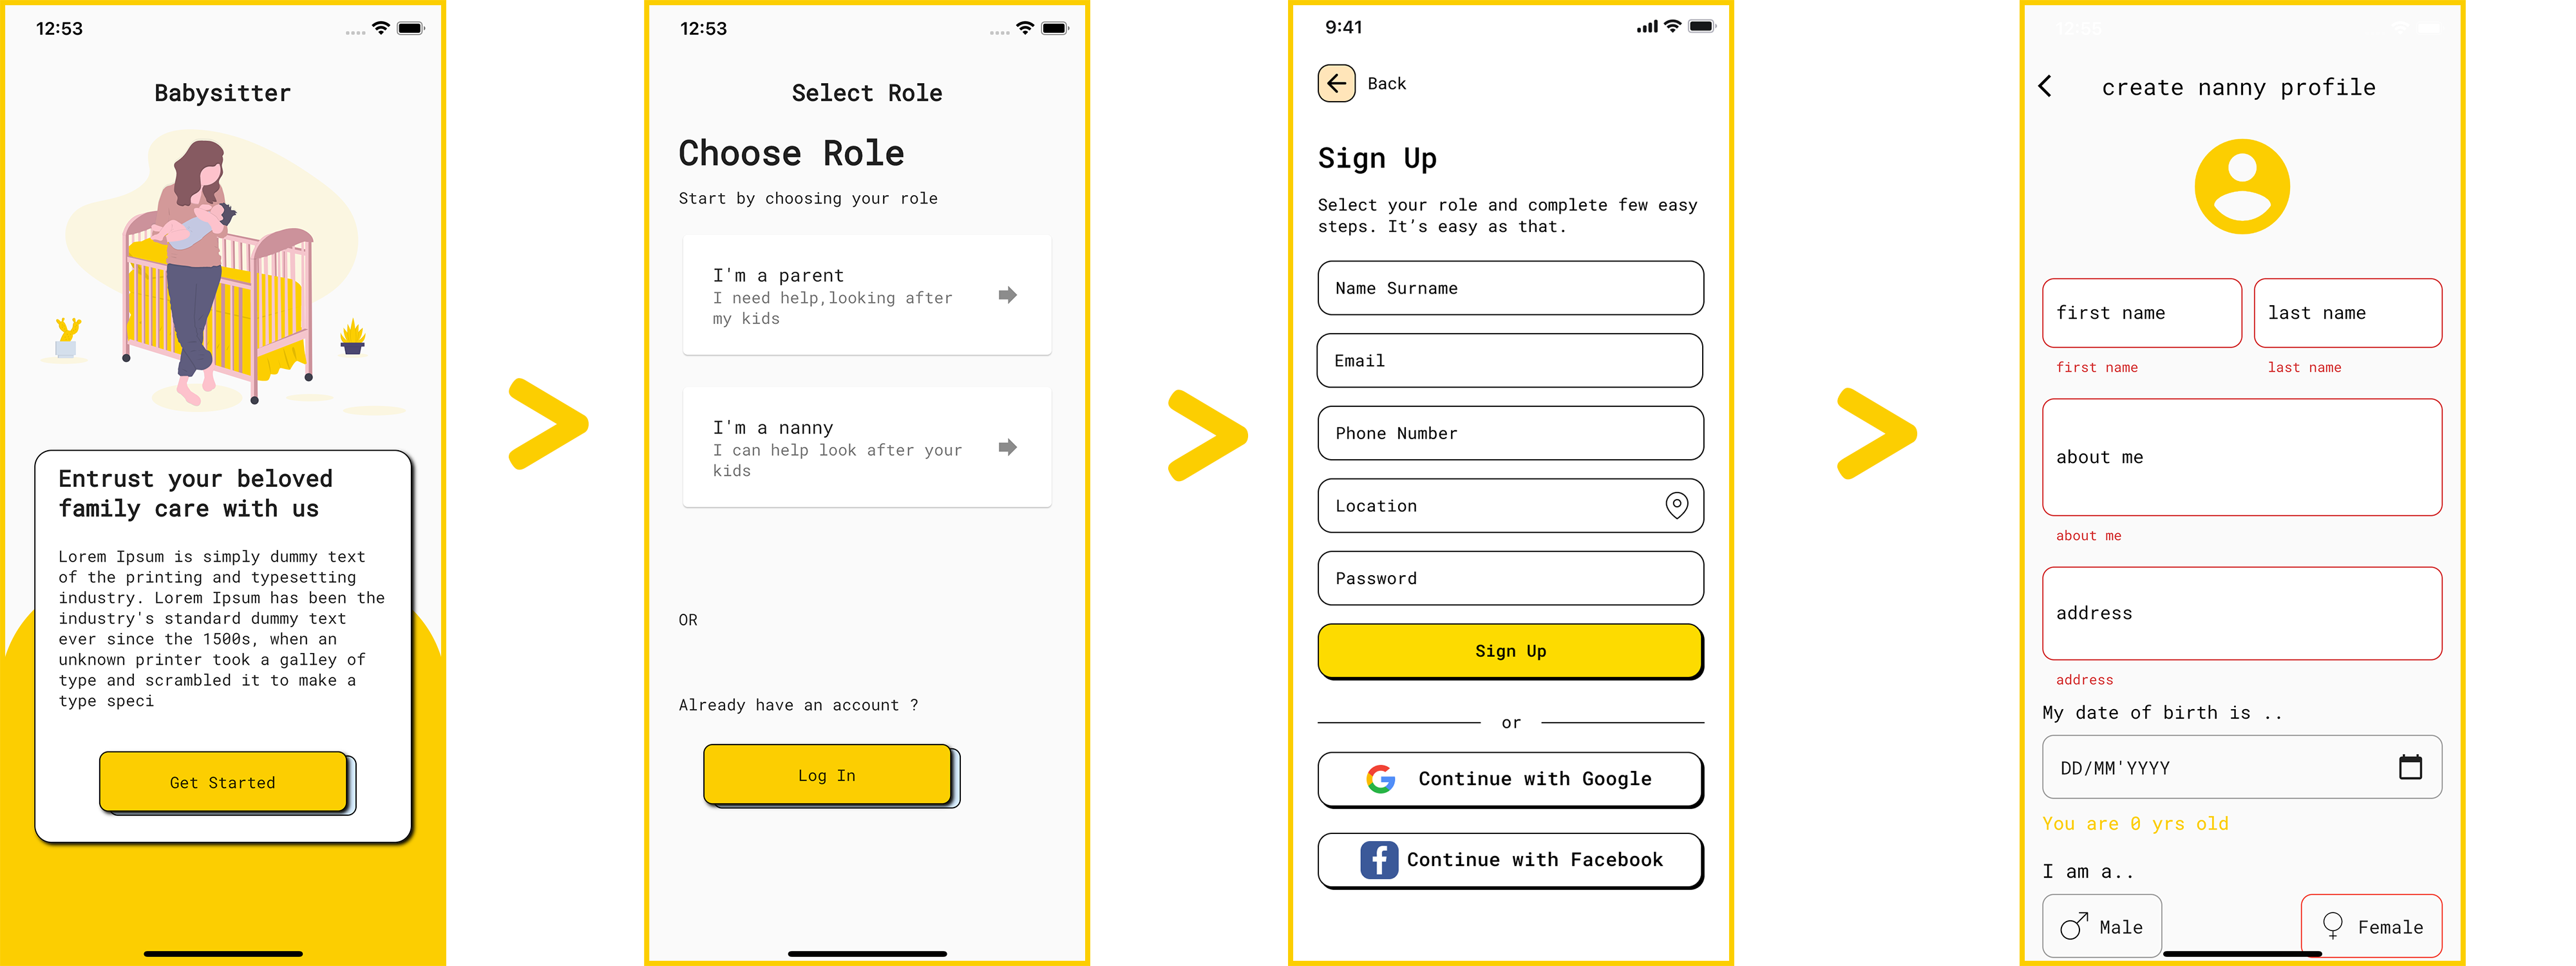 12:53
Babysitter
Entrust your beloved
family care with us
Lorem Ipsum is simply dummy text
of the printing and typesetting
industry. Lorem Ipsum has been the
industry's standard dummy text
ever since the 1500s, when an
unknown printer took a galley of
type and scrambled it to make a
type speci
Get Started
12:53
Select Role
Choose Role
Start by choosing your role
I'm a parent
I need help,looking after
my kids
I'm a nanny
I can help look after your
kids
OR
Already have an account ?
Log In
9:41
Back
Sign Up
Select your role and complete few easy
steps. It’s easy as that.
Name Surname
Email
Phone Number
Location
Password
Sign Up
or
Continue with Google
Continue with Facebook
create nanny profile
first name last name
first name last name
about me
about me
address
address
My date of birth is ..
DD/MM'YYYY
You are 0 yrs old
I am a..
Male Female